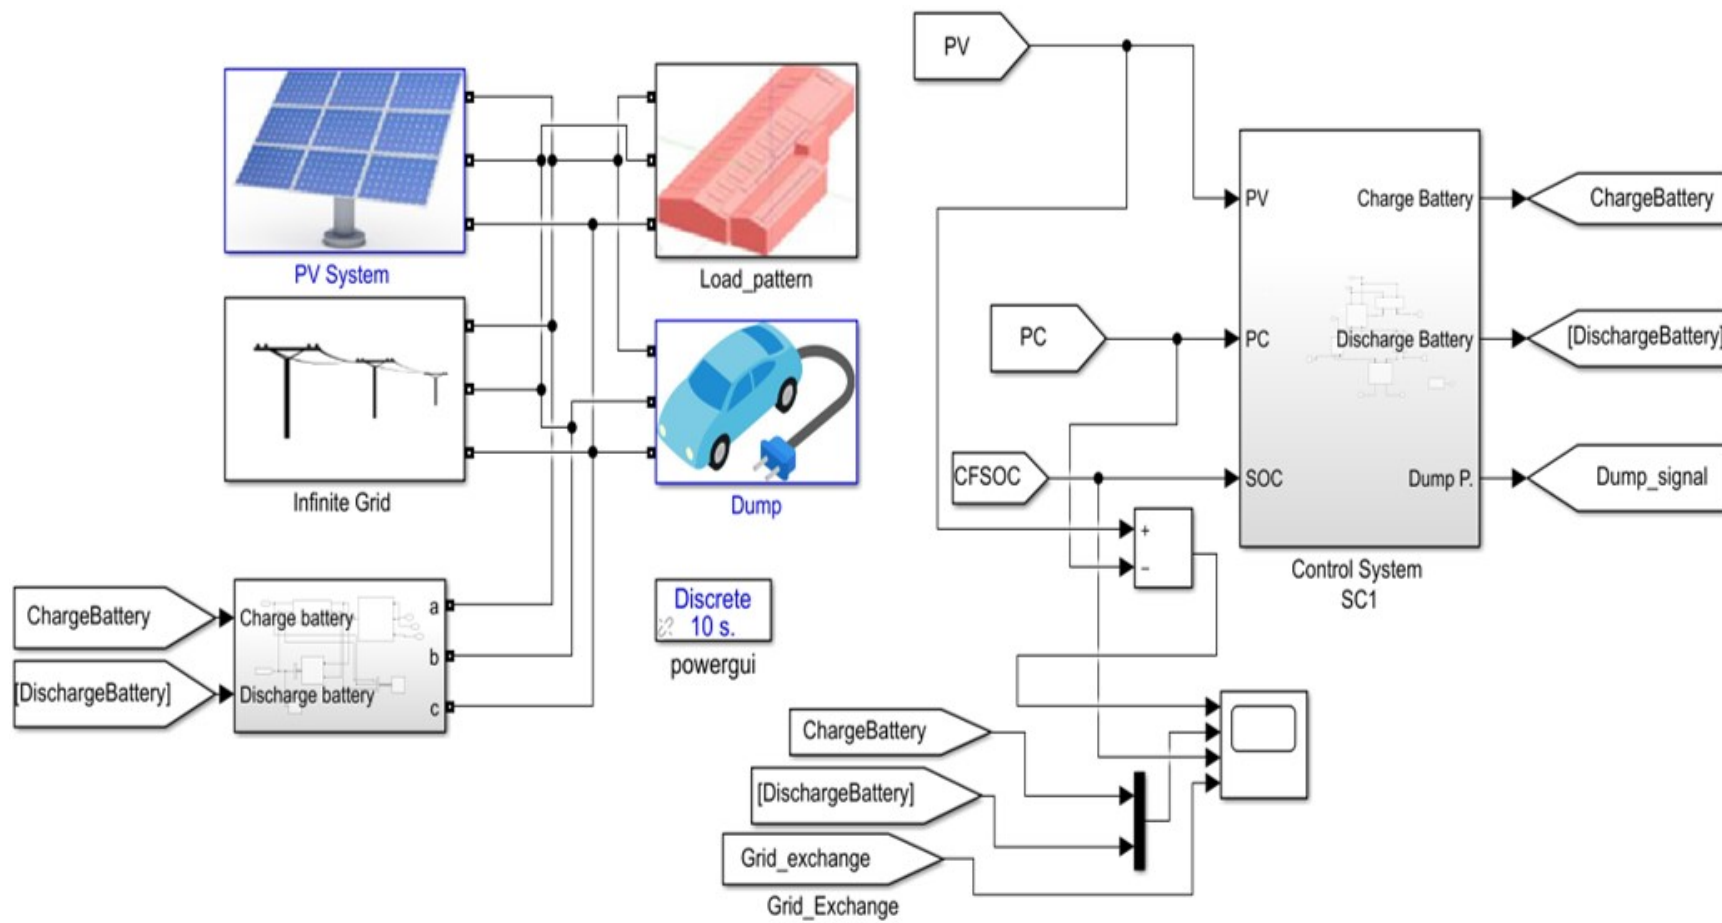 PV System
Load_pattern
Infinite Grid
Dump
ChargeBattery
[DischargeBattery]
Charge battery
Discharge battery
a
b
c
Discrete
10 s.
powergui
PV
PC
CFSOC
PV
PC
SOC
Charge Battery
Discharge Battery
Dump P.
Control System
SC1
ChargeBattery
[DischargeBattery]
Dump_signal
+
−
ChargeBattery
[DischargeBattery]
Grid_exchange
Grid_Exchange